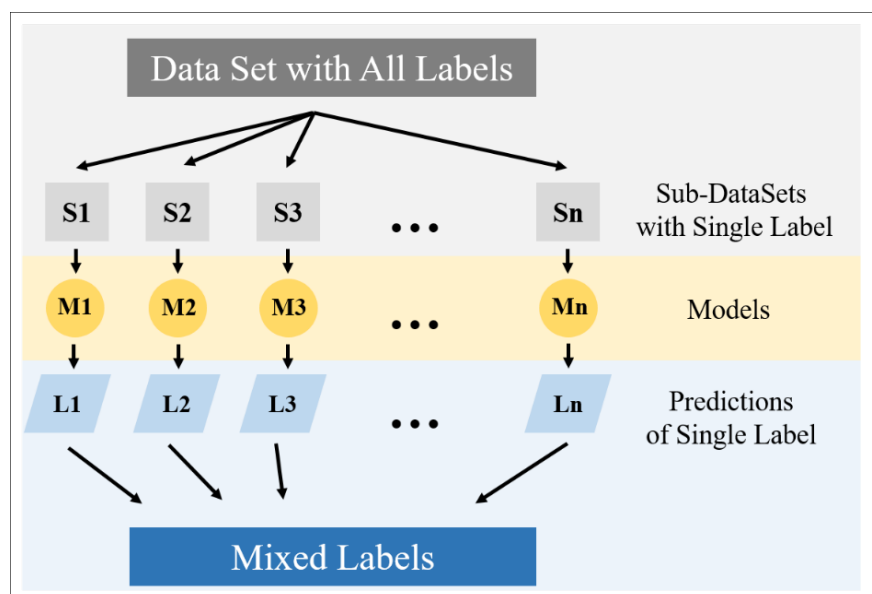 Data Set with All Labels
S1 S2 S3 ... Sn
Sub-DataSets
with Single Label
M1 M2 M3 ... Mn
Models
L1 L2 L3 ... Ln
Predictions
of Single Label
Mixed Labels